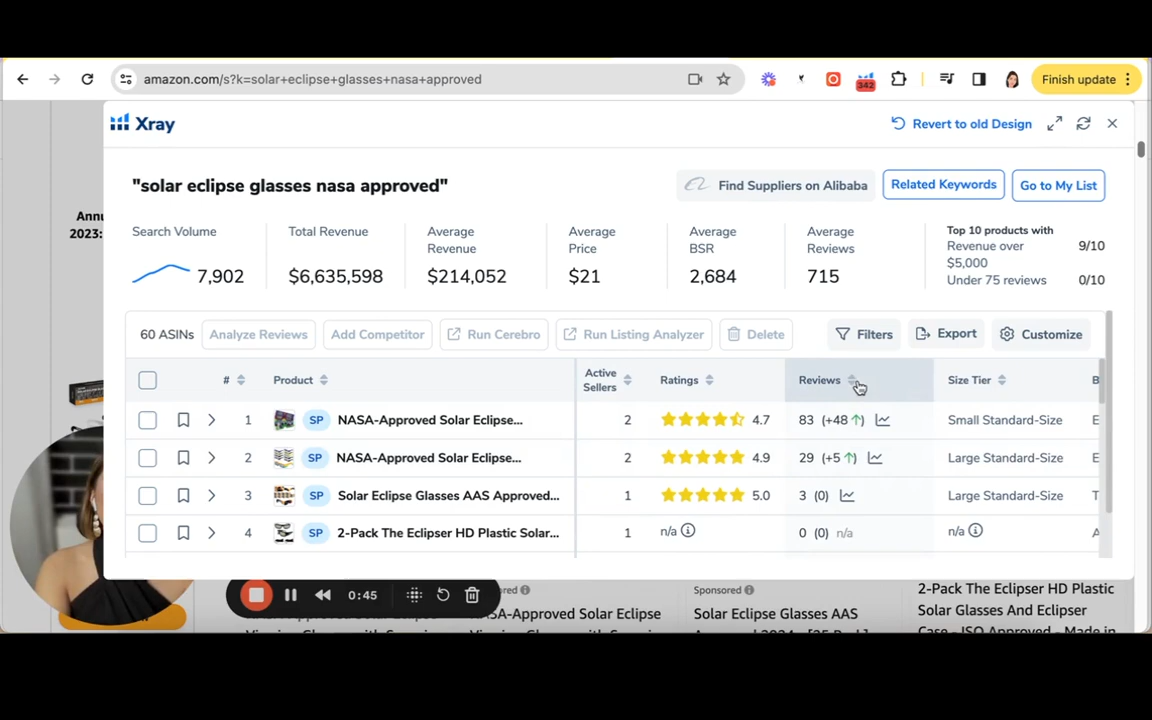 amazon.com/s?k=solar+eclipse+glasses+nasa+approved
342
Finish update
Xray
Revert to old Design
"solar eclipse glasses nasa approved"
Find Suppliers on Alibaba
Related Keywords
Go to My List
Annu
2023:
Search Volume
7,902
Total Revenue
$6,635,598
Average
Revenue
$214,052
Average
Price
$21
Average
BSR
2,684
Average
Reviews
715
Top 10 products with
Revenue over
$5,000
9/10
Under 75 reviews
0/10
60 ASINs
Analyze Reviews
Add Competitor
Run Cerebro
Run Listing Analyzer
Delete
Filters
Export
Customize
#
Product
Active
Sellers
Ratings
Reviews
Size Tier
B
1 SP NASA-Approved Solar Eclipse... 2 4.7 83 (+48 ↑) Small Standard-Size E
2 SP NASA-Approved Solar Eclipse... 2 4.9 29 (+5 ↑) Large Standard-Size E
3 SP Solar Eclipse Glasses AAS Approved... 1 5.0 3 (0) Large Standard-Size T
4 SP 2-Pack The Eclipser HD Plastic Solar... 1 n/a 0 (0) n/a n/a A
0:45
ored
NASA-Approved Solar Eclipse
Sponsored
Solar Eclipse Glasses AAS
2-Pack The Eclipser HD Plastic
Solar Glasses And Eclipser
Case - ISO Approved - Made in